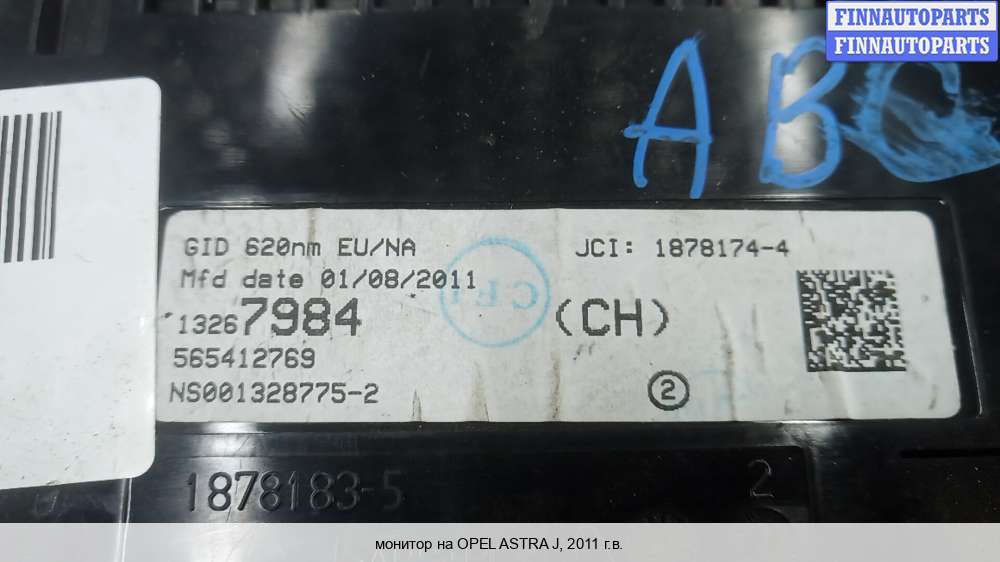 FINNAUTOPARTS
FINNAUTOPARTS
ABC
GID 620nm EU/NA
JCI: 1878174-4
Mfd date 01/08/2011
13267984
(CH)
565412769
NS001328775-2
2
1878183-5
2
монитор на OPEL ASTRA J, 2011 г.в.